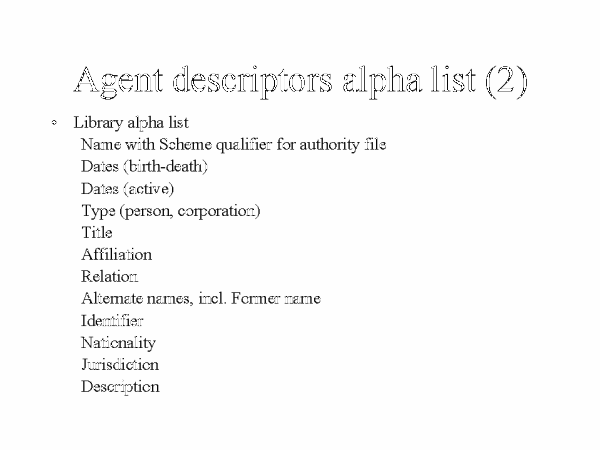 Agent descriptors alpha list (2)
Library alpha list
Name with Scheme qualifier for authority file
Dates (birth-death)
Dates (active)
Type (person, corporation)
Title
Affiliation
Relation
Alternate names, incl. Former name
Identifier
Nationality
Jurisdiction
Description